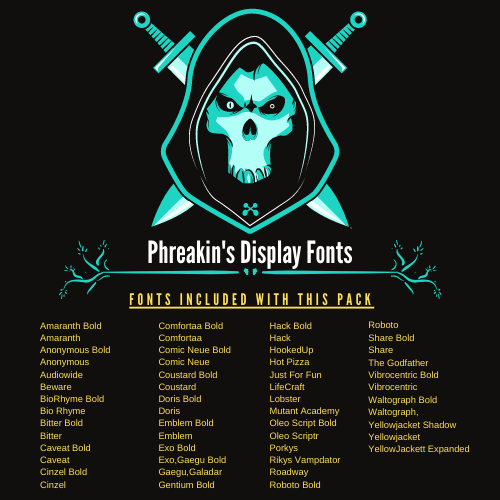 Phreakin's Display Fonts
FONTS INCLUDED WITH THIS PACK
Amaranth Bold
Amaranth
Anonymous Bold
Anonymous
Audiowide
Beware
BioRhyme Bold
Bio Rhyme
Bitter Bold
Bitter
Caveat Bold
Caveat
Cinzel Bold
Cinzel
Comfortaa Bold
Comfortaa
Comic Neue Bold
Comic Neue
Coustard Bold
Coustard
Doris Bold
Doris
Emblem Bold
Emblem
Exo Bold
Exo,Gaegu Bold
Gaegu,Galadar
Gentium Bold
Hack Bold
Hack
HookedUp
Hot Pizza
Just For Fun
LifeCraft
Lobster
Mutant Academy
Oleo Script Bold
Oleo Scriptr
Porkys
Rikys Vampdator
Roadway
Roboto Bold
Roboto
Share Bold
Share
The Godfather
Vibrocentric Bold
Vibrocentric
Waltograph Bold
Waltograph,
Yellowjacket Shadow
Yellowjacket
YellowJackett Expanded